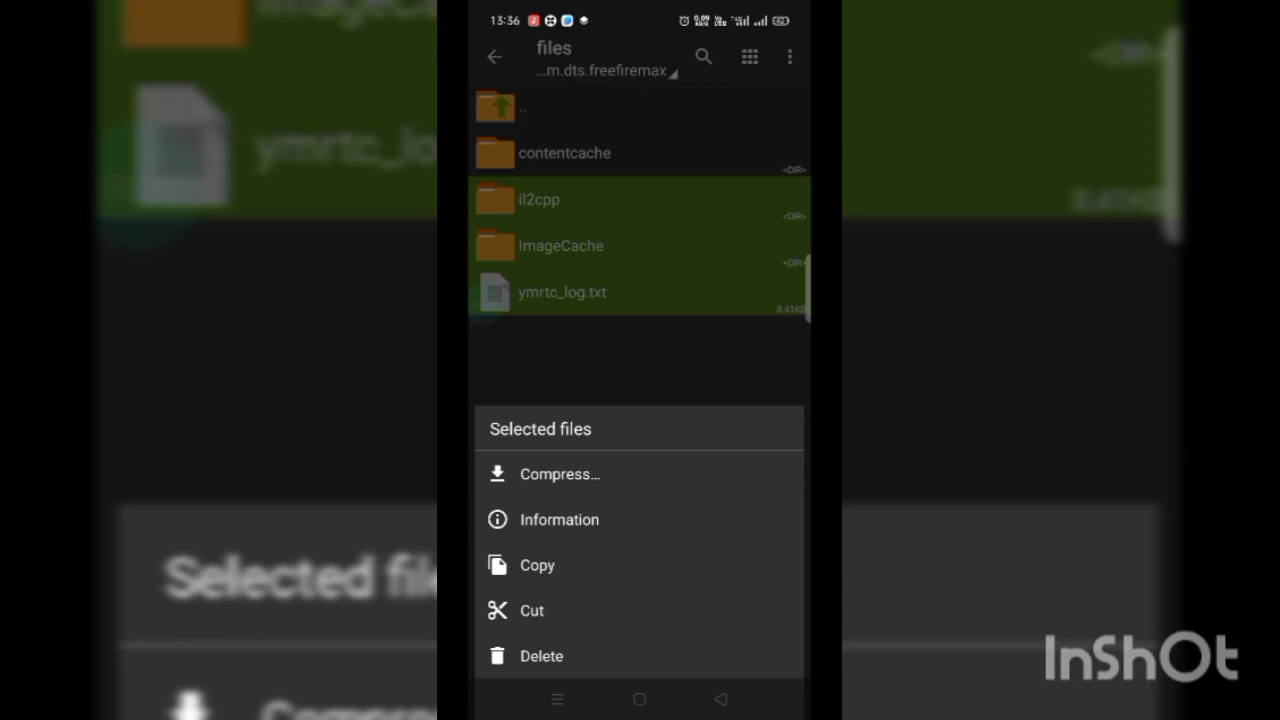 13:36
files
...m.dts.freefiremax
..
contentcache
<DIR>
il2cpp
<DIR>
ImageCache
<DIR>
ymrtc_log.txt
8.41KB
Selected files
Compress...
Information
Copy
Cut
Delete
InShOt